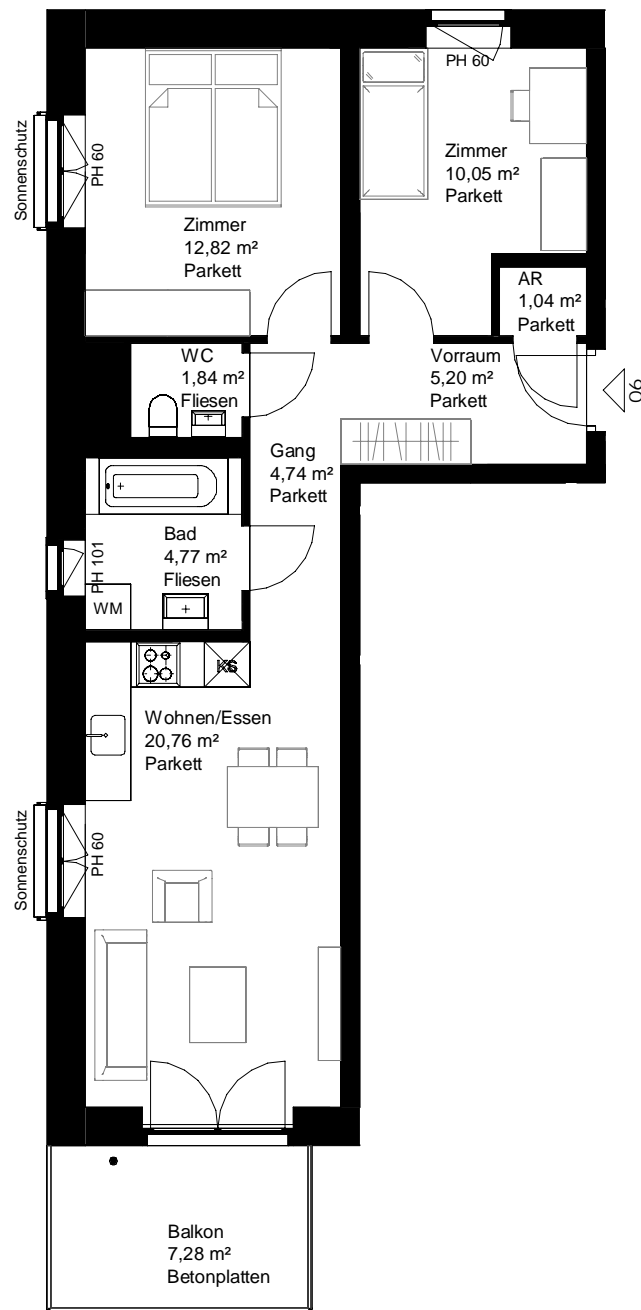 PH 60
Sonnenschutz
PH 60
Zimmer
10,05 m²
Parkett
Zimmer
12,82 m²
Parkett
AR
1,04 m²
Parkett
WC
1,84 m²
Fliesen
Vorraum
5,20 m²
Parkett
06
Gang
4,74 m²
Parkett
Bad
4,77 m²
Fliesen
PH 101
WM
KS
Wohnen/Essen
20,76 m²
Parkett
Sonnenschutz
PH 60
Balkon
7,28 m²
Betonplatten